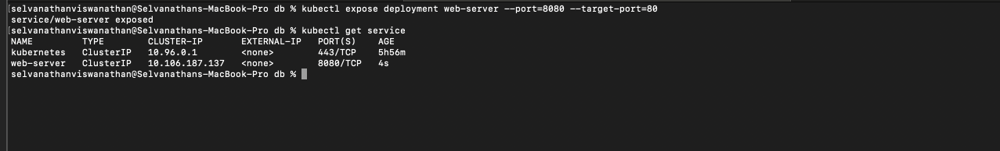 [selvanathanviswanathan@Selvanathans-MacBook-Pro db % kubectl expose deployment web-server --port=8080 --target-port=80
service/web-server exposed
[selvanathanviswanathan@Selvanathans-MacBook-Pro db % kubectl get service
NAME         TYPE        CLUSTER-IP       EXTERNAL-IP   PORT(S)    AGE
kubernetes   ClusterIP   10.96.0.1        <none>        443/TCP    5h56m
web-server   ClusterIP   10.106.187.137   <none>        8080/TCP   4s
selvanathanviswanathan@Selvanathans-MacBook-Pro db %